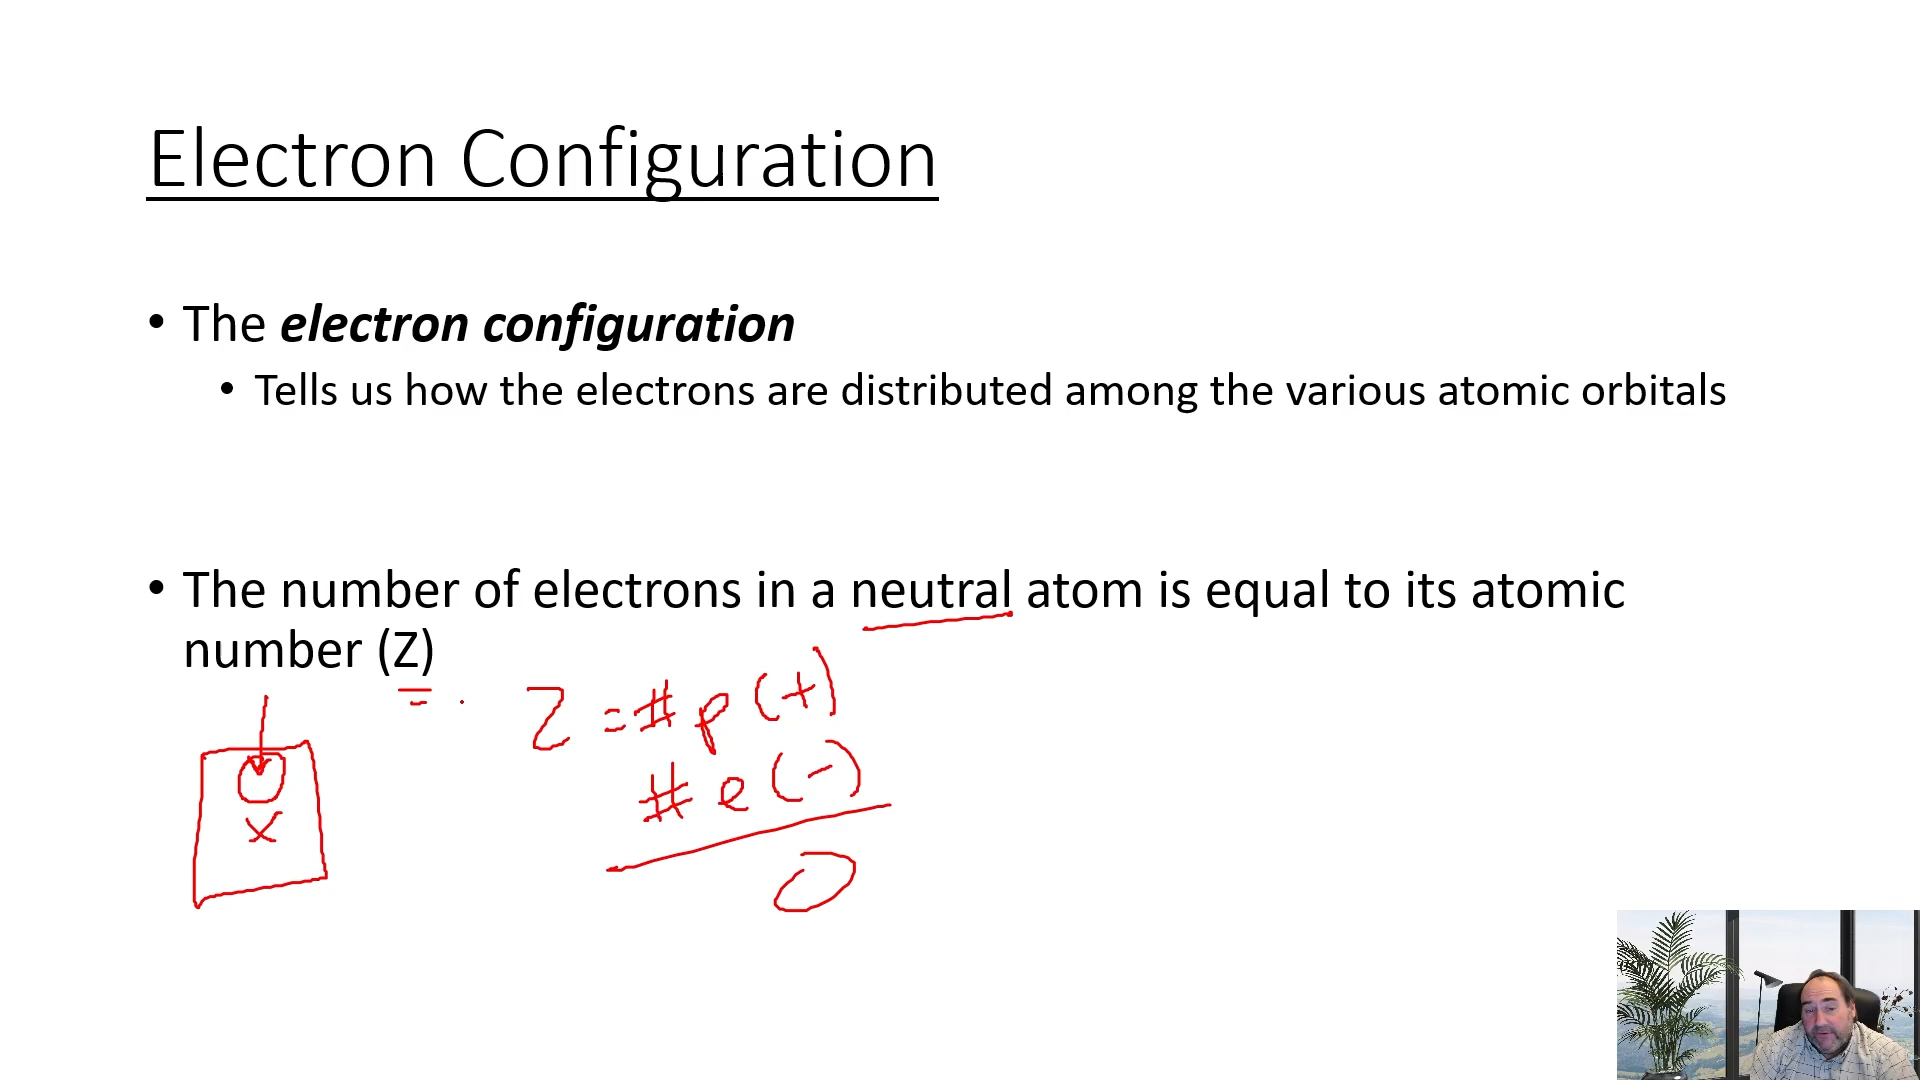 Electron Configuration
• The electron configuration
• Tells us how the electrons are distributed among the various atomic orbitals
• The number of electrons in a neutral atom is equal to its atomic
number (Z)
Z = # p (+)
# e (-)
0
X